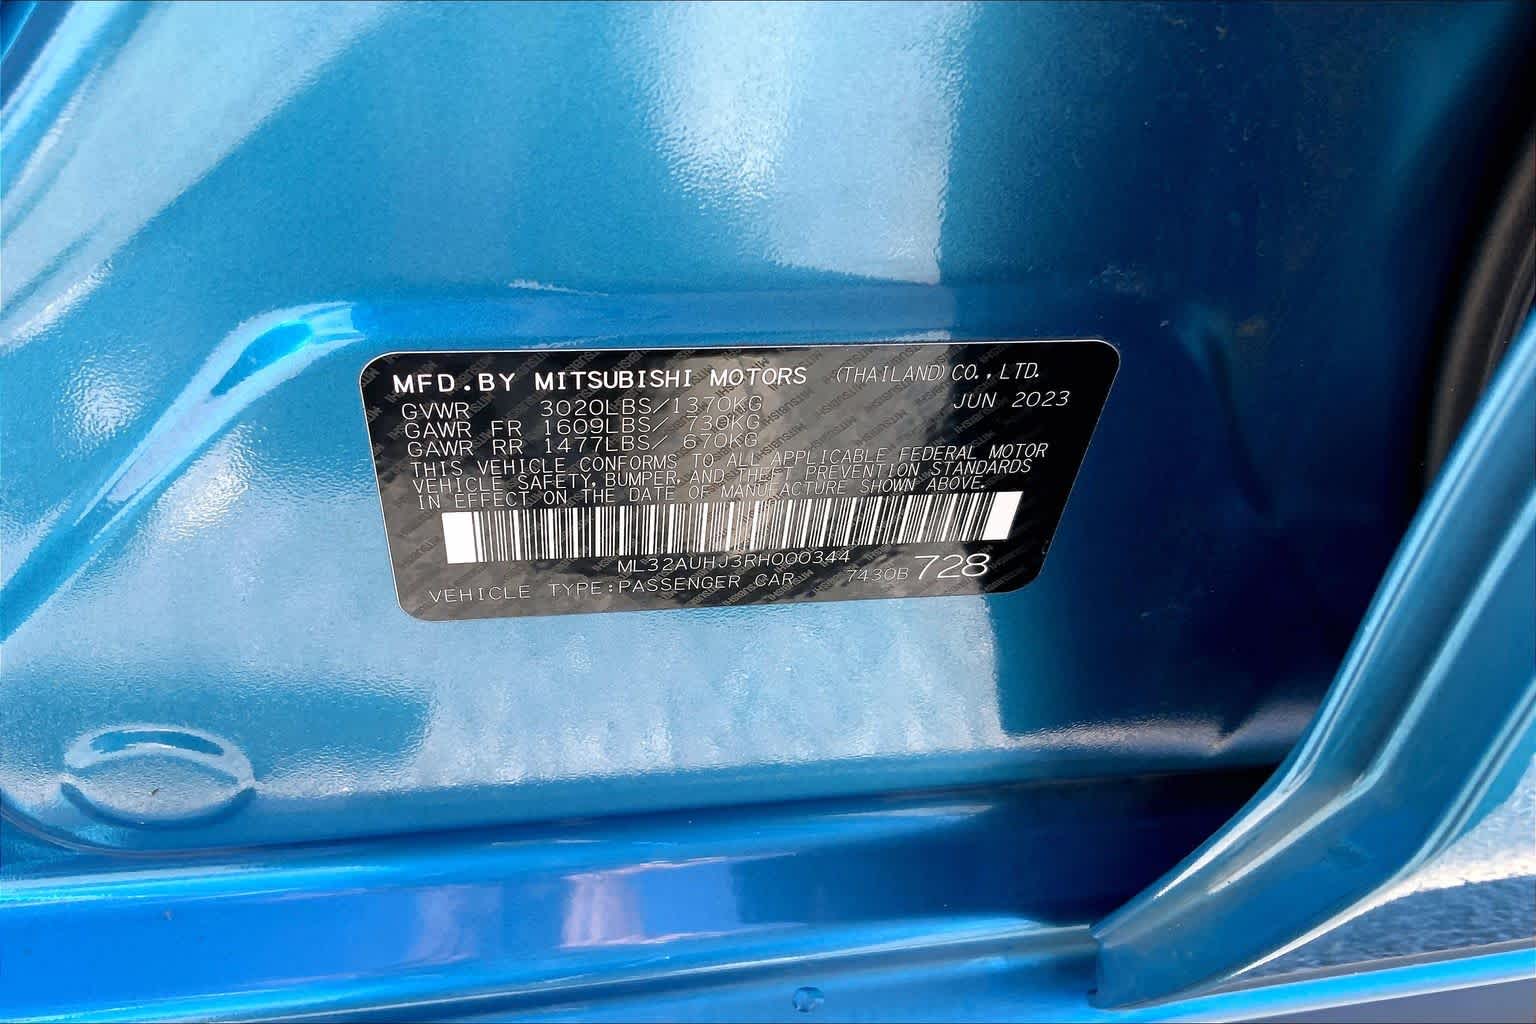 MFD. BY MITSUBISHI MOTORS (THAILAND) CO., LTD.
JUN 2023
GVWR 3020LBS/1370KG
GAWR FR 1609LBS/ 730KG
GAWR RR 1477LBS/ 670KG
THIS VEHICLE CONFORMS TO ALL APPLICABLE FEDERAL MOTOR
VEHICLE SAFETY, BUMPER, AND THEFT PREVENTION STANDARDS
IN EFFECT ON THE DATE OF MANUFACTURE SHOWN ABOVE.
ML32AUHJ3RH000344
VEHICLE TYPE:PASSENGER CAR 7430B 728